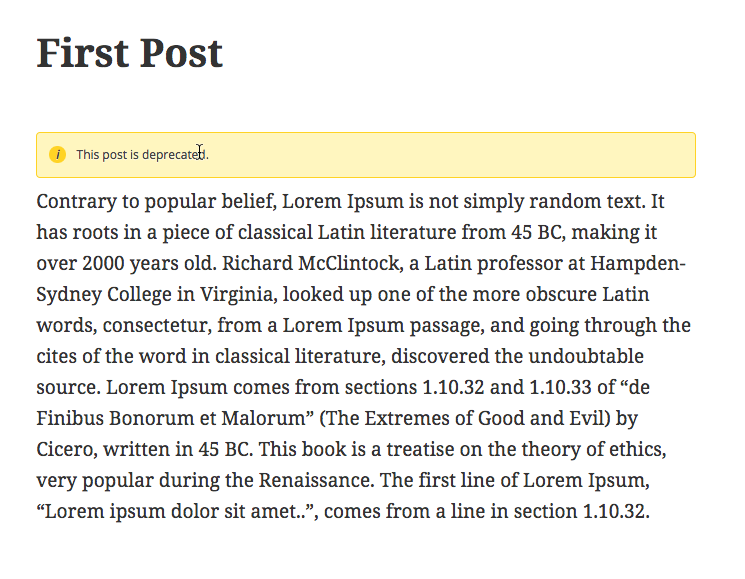 First Post
i This post is deprecated.
Contrary to popular belief, Lorem Ipsum is not simply random text. It
has roots in a piece of classical Latin literature from 45 BC, making it
over 2000 years old. Richard McClintock, a Latin professor at Hampden-
Sydney College in Virginia, looked up one of the more obscure Latin
words, consectetur, from a Lorem Ipsum passage, and going through the
cites of the word in classical literature, discovered the undoubtable
source. Lorem Ipsum comes from sections 1.10.32 and 1.10.33 of “de
Finibus Bonorum et Malorum” (The Extremes of Good and Evil) by
Cicero, written in 45 BC. This book is a treatise on the theory of ethics,
very popular during the Renaissance. The first line of Lorem Ipsum,
“Lorem ipsum dolor sit amet..”, comes from a line in section 1.10.32.